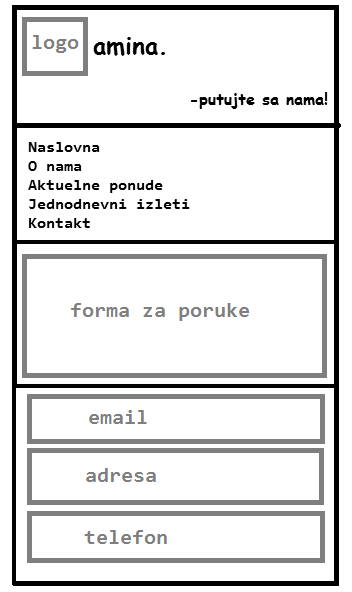 logo amina.
-putujte sa nama!
Naslovna
O nama
Aktuelne ponude
Jednodnevni izleti
Kontakt
forma za poruke
email
adresa
telefon